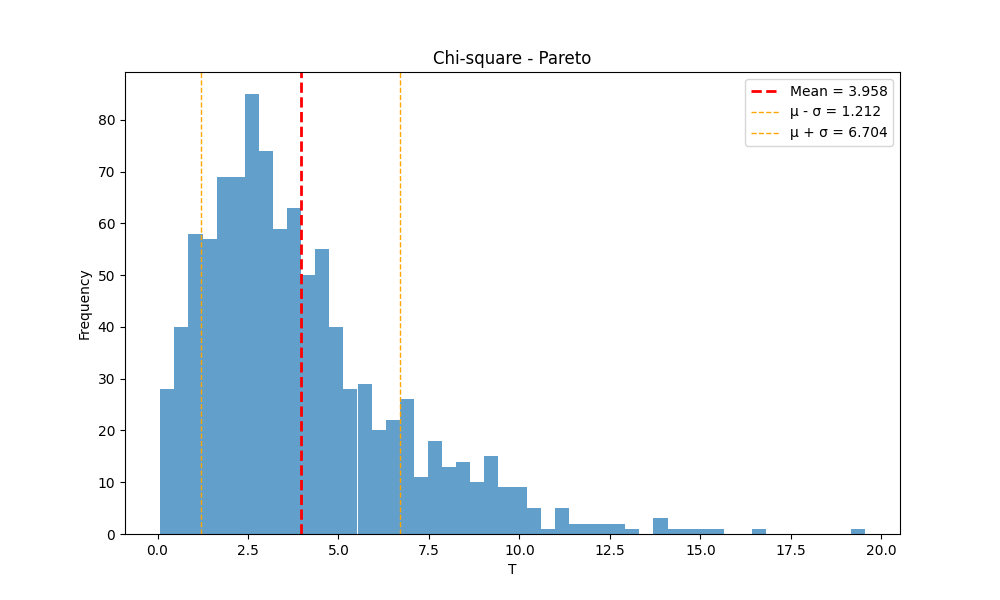 Chi-square - Pareto
Mean = 3.958
μ - σ = 1.212
μ + σ = 6.704
Frequency
80
70
60
50
40
30
20
10
0
0.0 2.5 5.0 7.5 10.0 12.5 15.0 17.5 20.0
T